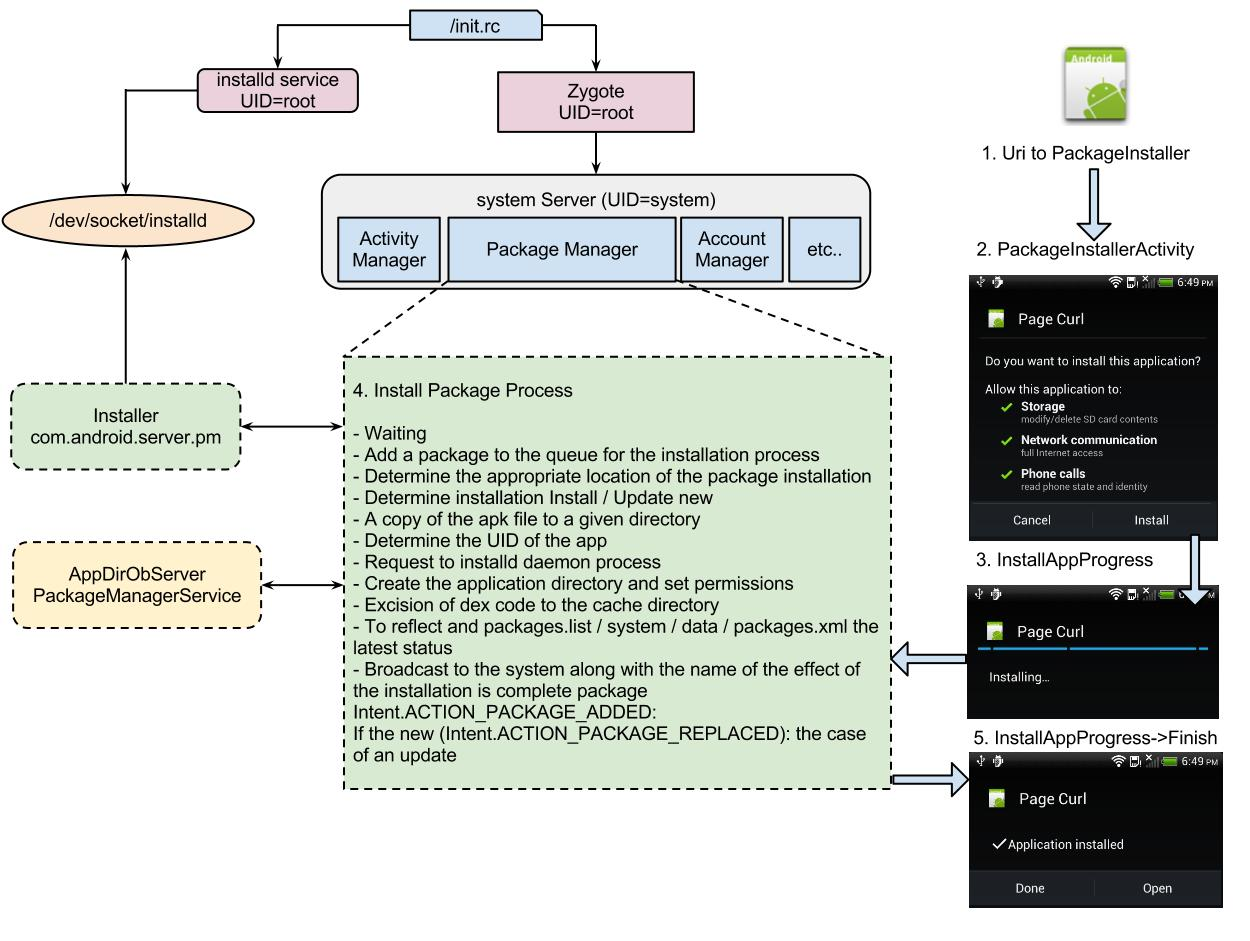 /init.rc
installd service
UID=root
Zygote
UID=root
/dev/socket/installd
system Server (UID=system)
Activity
Manager
Package Manager
Account
Manager
etc..
Installer
com.android.server.pm
AppDirObServer
PackageManagerService
4. Install Package Process
- Waiting
- Add a package to the queue for the installation process
- Determine the appropriate location of the package installation
- Determine installation Install / Update new
- A copy of the apk file to a given directory
- Determine the UID of the app
- Request to installd daemon process
- Create the application directory and set permissions
- Excision of dex code to the cache directory
- To reflect and packages.list / system / data / packages.xml the
latest status
- Broadcast to the system along with the name of the effect of
the installation is complete package
Intent.ACTION_PACKAGE_ADDED:
If the new (Intent.ACTION_PACKAGE_REPLACED): the case
of an update
Android
1. Uri to PackageInstaller
2. PackageInstallerActivity
6:49 PM
Page Curl
Do you want to install this application?
Allow this application to:
Storage
modify/delete SD card contents
Network communication
full Internet access
Phone calls
read phone state and identity
Cancel
Install
3. InstallAppProgress
Page Curl
Installing...
5. InstallAppProgress->Finish
6:49 PM
Page Curl
Application installed
Done
Open